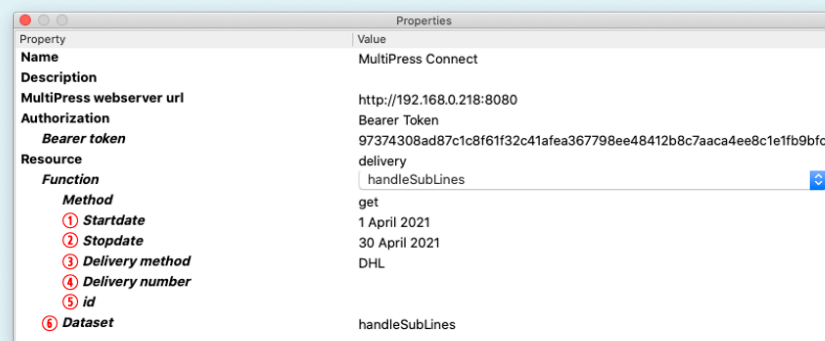 Properties
Property Value
Name MultiPress Connect
Description
MultiPress webserver url http://192.168.0.218:8080
Authorization Bearer Token
Bearer token 97374308ad87c1c8f61f32c41afea367798ee48412b8c7aaca4ee8c1e1fb9bfc
Resource delivery
Function handleSubLines
Method get
① Startdate 1 April 2021
② Stopdate 30 April 2021
③ Delivery method DHL
④ Delivery number
⑤ id
⑥ Dataset handleSubLines